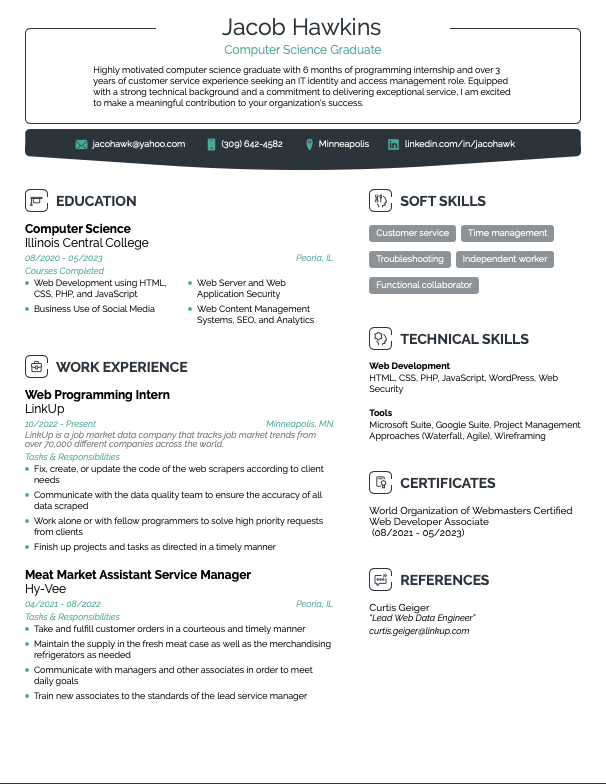 Jacob Hawkins
Computer Science Graduate
Highly motivated computer science graduate with 6 months of programming internship and over 3
years of customer service experience seeking an IT identity and access management role. Equipped
with a strong technical background and a commitment to delivering exceptional service, I am excited
to make a meaningful contribution to your organization's success.
jacohawk@yahoo.com
(309) 642-4582
Minneapolis
linkedin.com/in/jacohawk
EDUCATION
Computer Science
Illinois Central College
08/2020 - 05/2023
Peoria, IL
Courses Completed
Web Development using HTML,
CSS, PHP, and JavaScript
Business Use of Social Media
Web Server and Web
Application Security
Web Content Management
Systems, SEO, and Analytics
WORK EXPERIENCE
Web Programming Intern
LinkUp
10/2022 - Present
Minneapolis, MN
LinkUp is a job market data company that tracks job market trends from
over 70,000 different companies across the world.
Tasks & Responsibilities
Fix, create, or update the code of the web scrapers according to client
needs
Communicate with the data quality team to ensure the accuracy of all
data scraped
Work alone or with fellow programmers to solve high priority requests
from clients
Finish up projects and tasks as directed in a timely manner
Meat Market Assistant Service Manager
Hy-Vee
04/2021 - 08/2022
Peoria, IL
Tasks & Responsibilities
Take and fulfill customer orders in a courteous and timely manner
Maintain the supply in the fresh meat case as well as the merchandising
refrigerators as needed
Communicate with managers and other associates in order to meet
daily goals
Train new associates to the standards of the lead service manager
SOFT SKILLS
Customer service
Time management
Troubleshooting
Independent worker
Functional collaborator
TECHNICAL SKILLS
Web Development
HTML, CSS, PHP, JavaScript, WordPress, Web
Security
Tools
Microsoft Suite, Google Suite, Project Management
Approaches (Waterfall, Agile), Wireframing
CERTIFICATES
World Organization of Webmasters Certified
Web Developer Associate
(08/2021 - 05/2023)
REFERENCES
Curtis Geiger
"Lead Web Data Engineer"
curtis.geiger@linkup.com